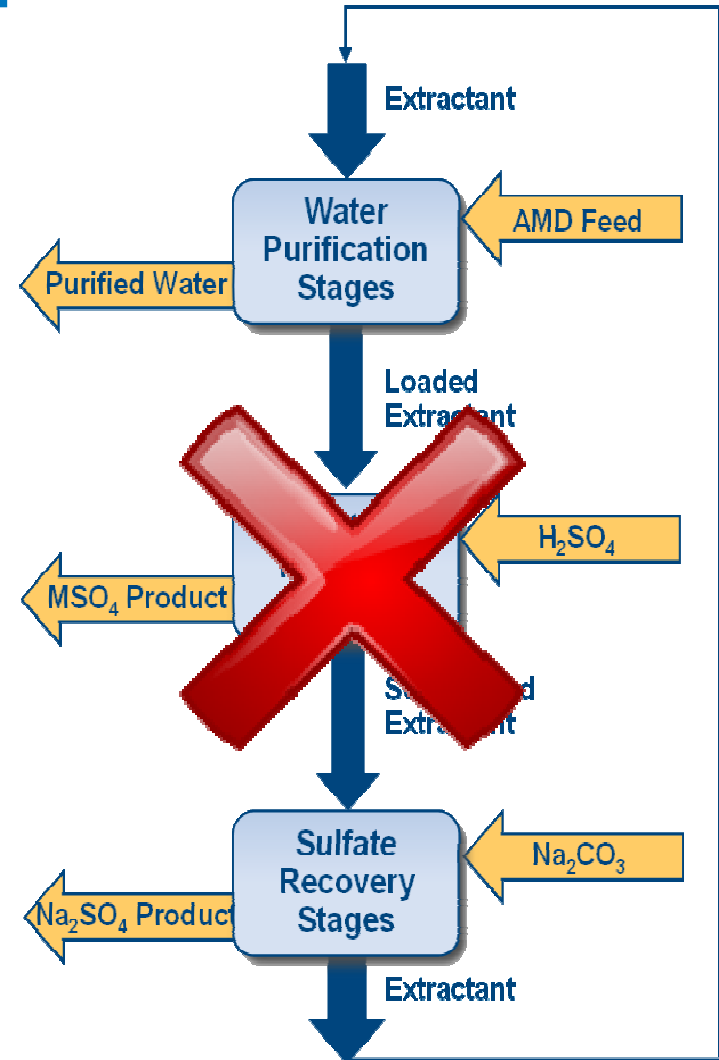 Extractant
Water
Purification
Stages
AMD Feed
Purified Water
Loaded
Extractant
H₂SO₄
MSO₄ Product
Extractant
Sulfate
Recovery
Stages
Na₂CO₃
Na₂SO₄ Product
Extractant